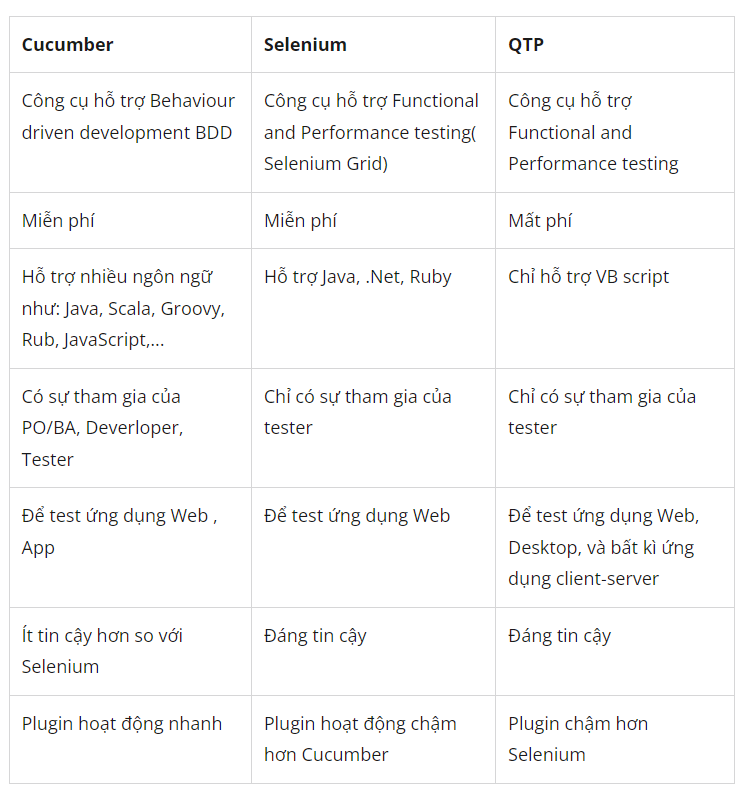 Cucumber
Selenium
QTP
Công cụ hỗ trợ Behaviour
driven development BDD
Công cụ hỗ trợ Functional
and Performance testing(
Selenium Grid)
Công cụ hỗ trợ
Functional and
Performance testing
Miễn phí
Miễn phí
Mất phí
Hỗ trợ nhiều ngôn ngữ
như: Java, Scala, Groovy,
Rub, JavaScript,...
Hỗ trợ Java, .Net, Ruby
Chỉ hỗ trợ VB script
Có sự tham gia của
PO/BA, Deverloper,
Tester
Chỉ có sự tham gia của
tester
Chỉ có sự tham gia của
tester
Để test ứng dụng Web ,
App
Để test ứng dụng Web
Để test ứng dụng Web,
Desktop, và bất kì ứng
dụng client-server
Ít tin cậy hơn so với
Selenium
Đáng tin cậy
Đáng tin cậy
Plugin hoạt động nhanh
Plugin hoạt động chậm
hơn Cucumber
Plugin chậm hơn
Selenium